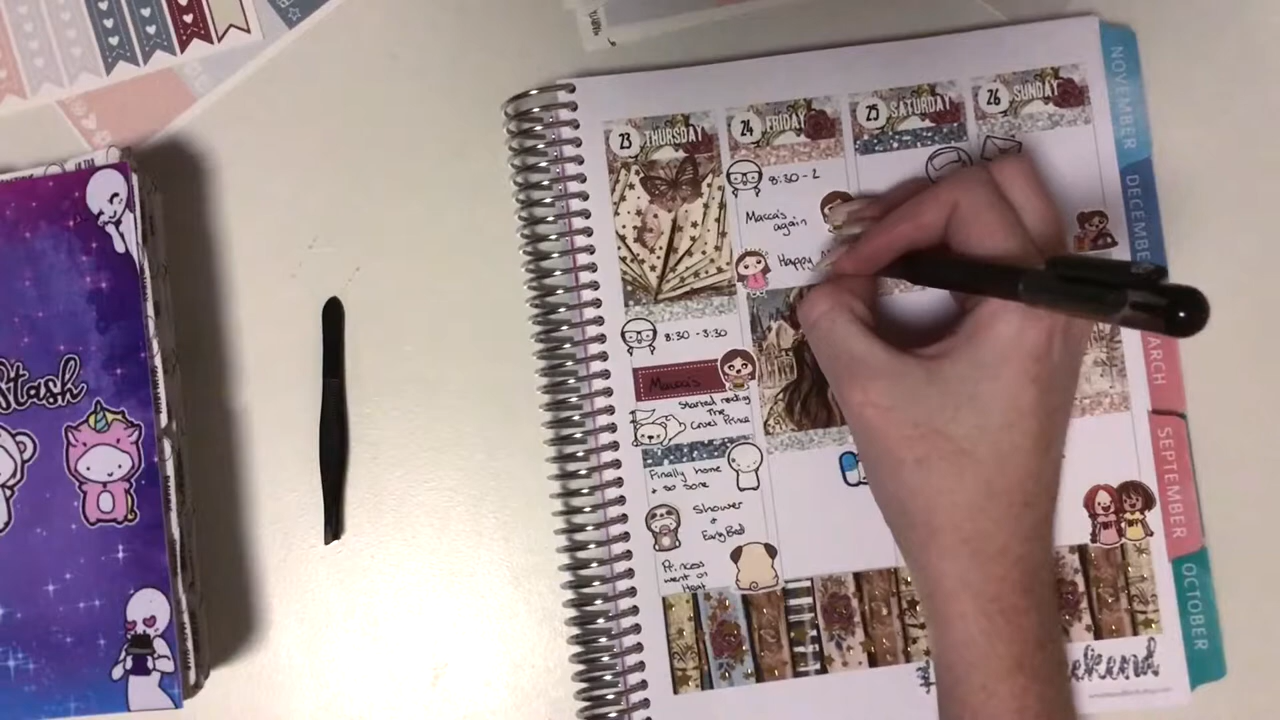 23 THURSDAY
24 FRIDAY
25 SATURDAY
26 SUNDAY
8:30 - 3:30
Macca's
Started reading
The
Cruel Prince
Finally home
+ so sore
Shower
+
Early Bed
Princess
went on
Heat
8:30 - 2
Macca's
again
Happy
NOVEMBER
DECEMBER
SEPTEMBER
OCTOBER
Stash